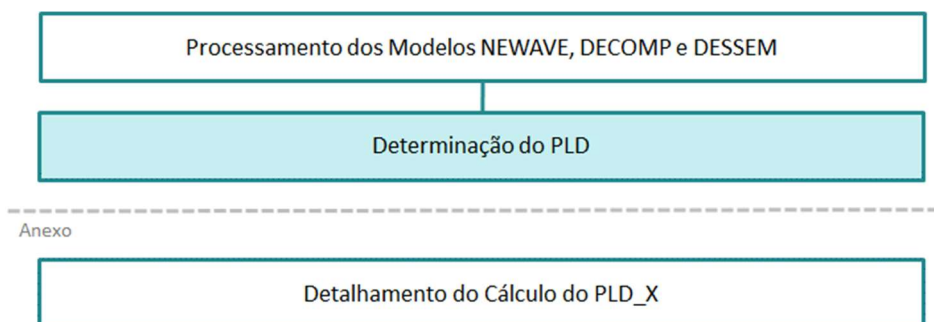 Processamento dos Modelos NEWAVE, DECOMP e DESSEM
Determinação do PLD
Anexo
Detalhamento do Cálculo do PLD_X